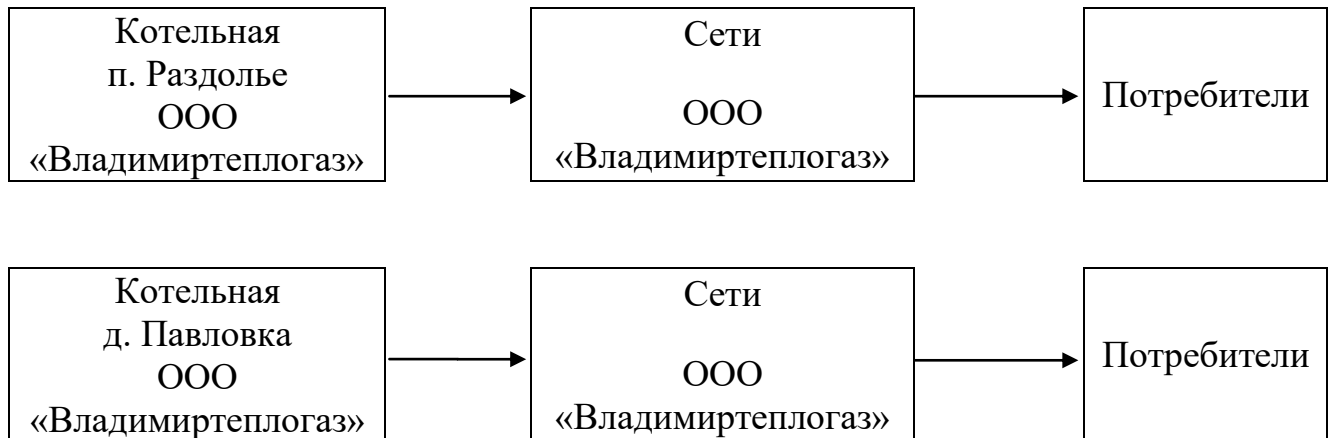 Котельная
п. Раздолье
ООО
«Владимиртеплогаз»
Сети
ООО
«Владимиртеплогаз»
Потребители
Котельная
д. Павловка
ООО
«Владимиртеплогаз»
Сети
ООО
«Владимиртеплогаз»
Потребители